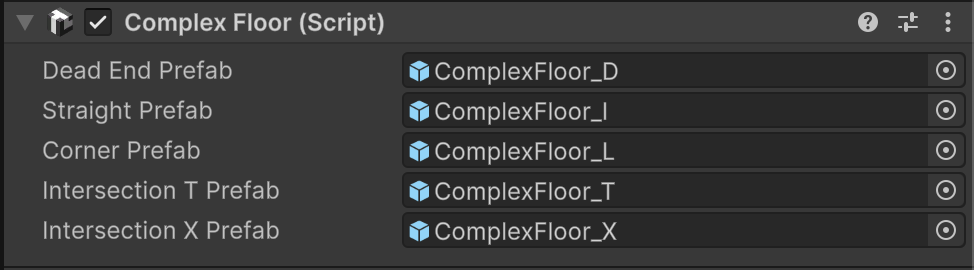 Complex Floor (Script)
Dead End Prefab ComplexFloor_D
Straight Prefab ComplexFloor_I
Corner Prefab ComplexFloor_L
Intersection T Prefab ComplexFloor_T
Intersection X Prefab ComplexFloor_X